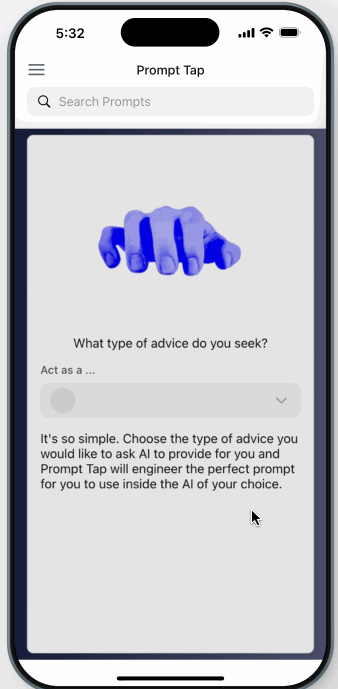 5:32
Prompt Tap
Search Prompts
What type of advice do you seek?
Act as a ...
It's so simple. Choose the type of advice you
would like to ask AI to provide for you and
Prompt Tap will engineer the perfect prompt
for you to use inside the AI of your choice.